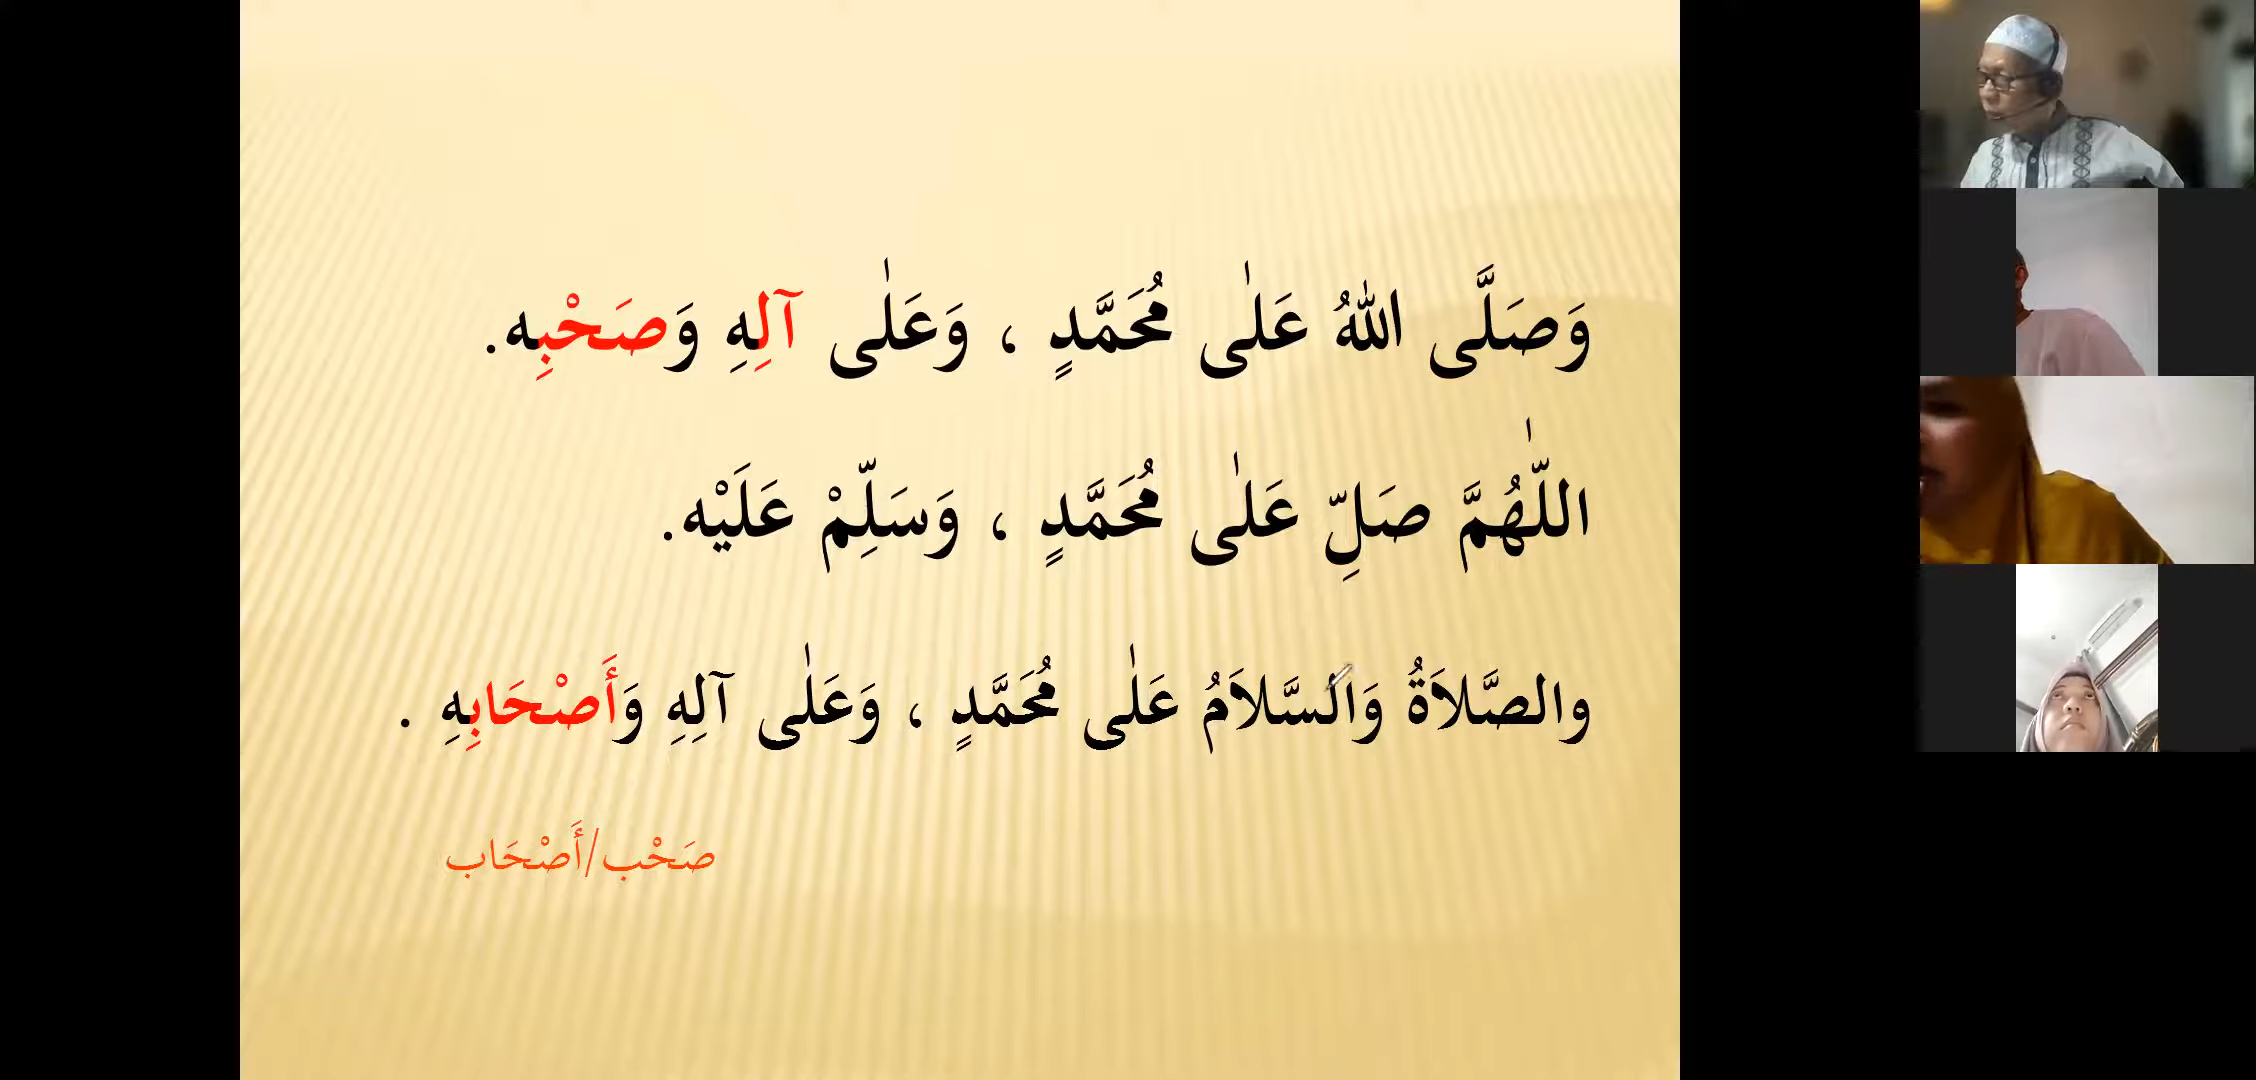 وَصَلَّى اللهُ عَلٰى مُحَمَّدٍ ، وَعَلٰى آلِهِ وَصَحْبِه.
اللّٰهُمَّ صَلِّ عَلٰى مُحَمَّدٍ ، وَسَلِّمْ عَلَيْه.
والصَّلاَةُ وَالسَّلاَمُ عَلٰى مُحَمَّدٍ ، وَعَلٰى آلِهِ وَأَصْحَابِهِ .
صَحْب/أَصْحَاب